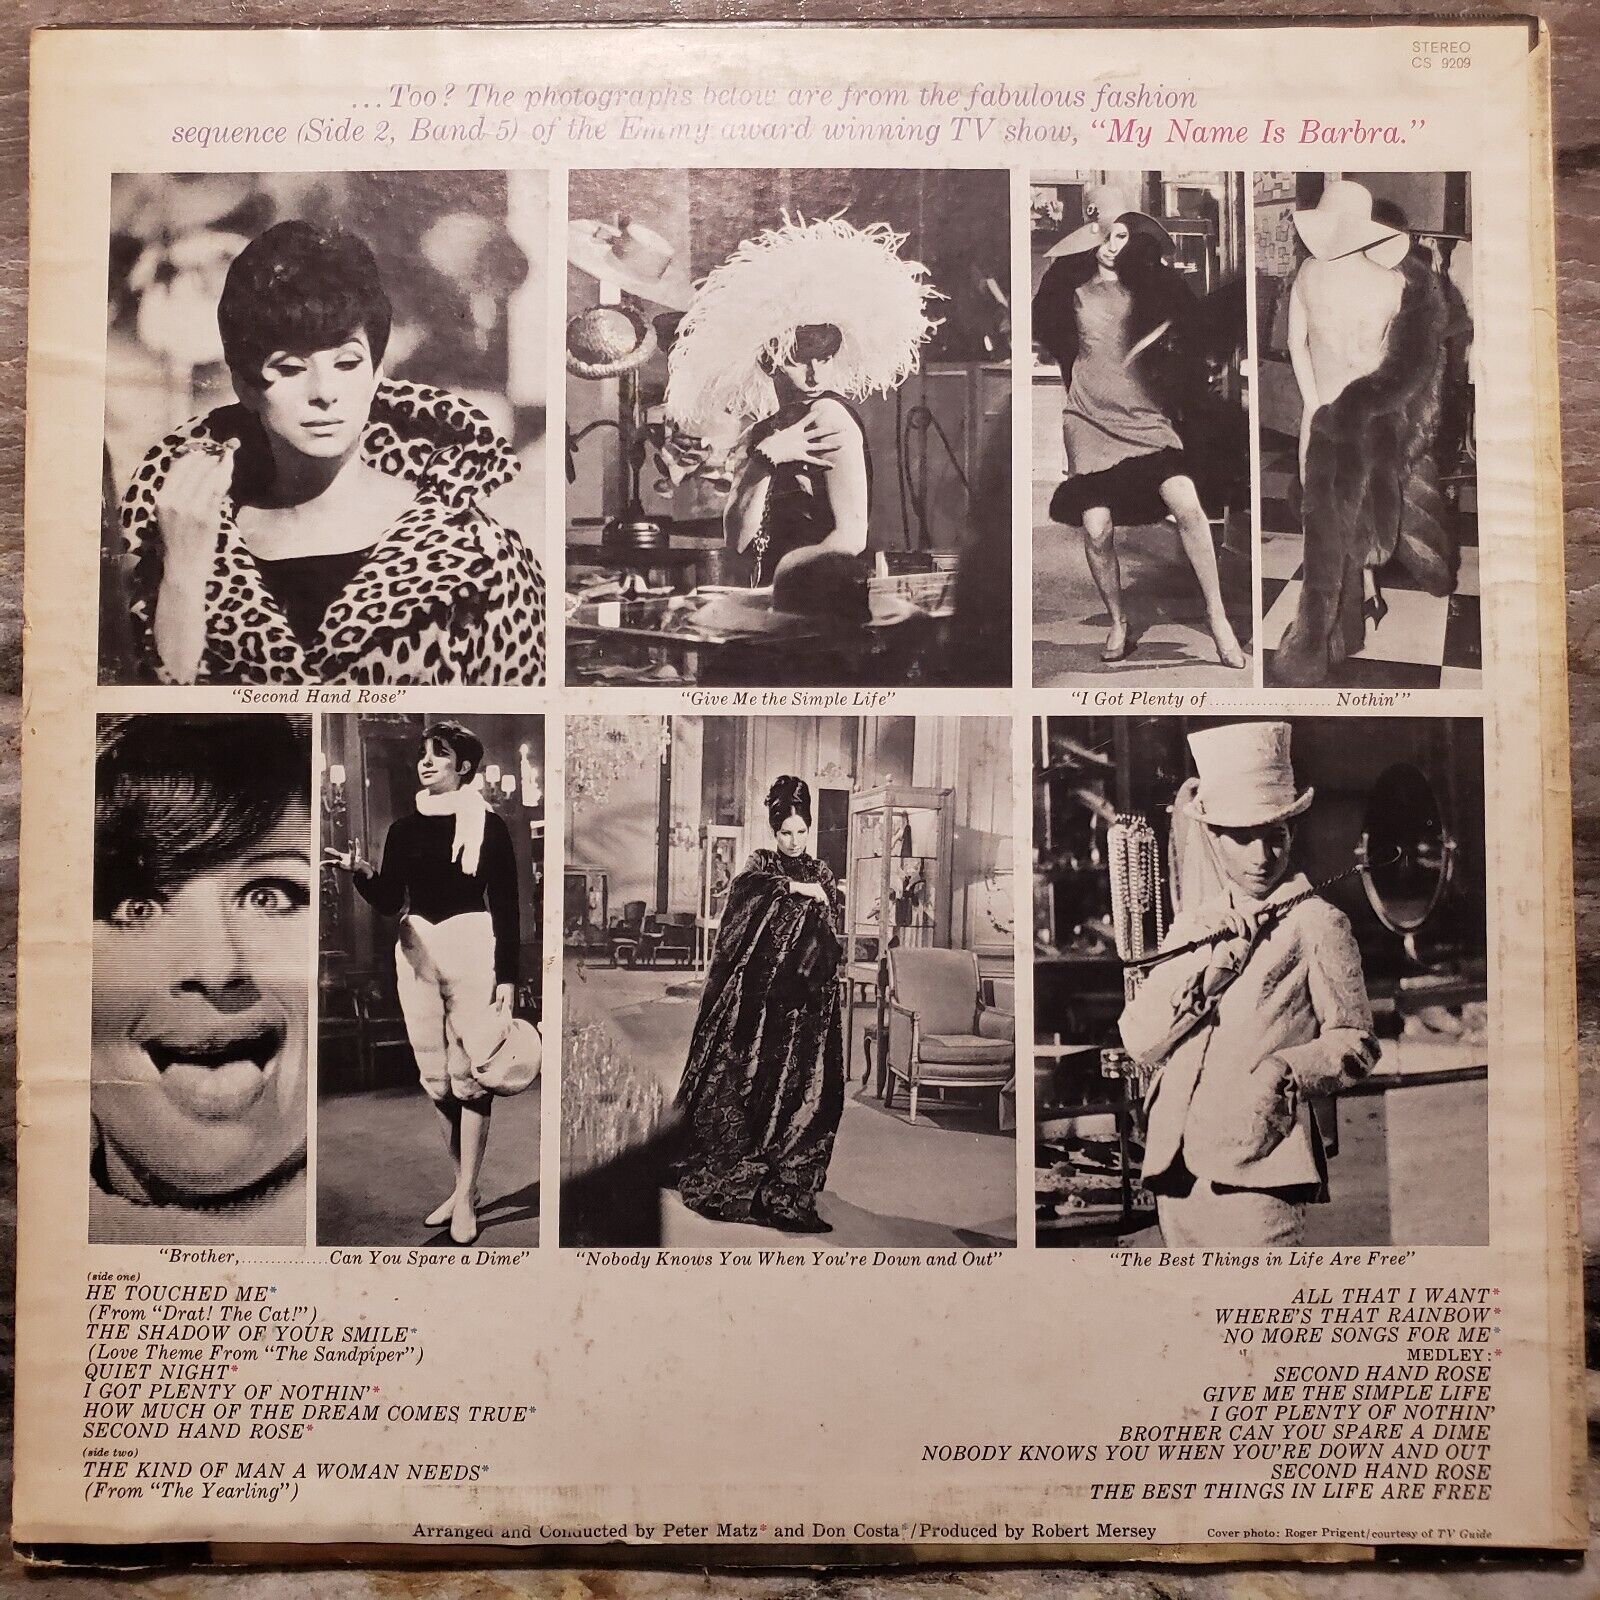 STEREO
CS 9209
...Too? The photographs below are from the fabulous fashion
sequence (Side 2, Band 5) of the Emmy award winning TV show, "My Name Is Barbra."
"Second Hand Rose"
"Give Me the Simple Life"
"I Got Plenty of..................... Nothin'"
"Brother,...............Can You Spare a Dime"
"Nobody Knows You When You're Down and Out"
"The Best Things in Life Are Free"
(side one)
HE TOUCHED ME*
(From "Drat! The Cat!")
THE SHADOW OF YOUR SMILE*
(Love Theme From "The Sandpiper")
QUIET NIGHT*
I GOT PLENTY OF NOTHIN'*
HOW MUCH OF THE DREAM COMES TRUE*
SECOND HAND ROSE*
(side two)
THE KIND OF MAN A WOMAN NEEDS*
(From "The Yearling")
ALL THAT I WANT*
WHERE'S THAT RAINBOW*
NO MORE SONGS FOR ME*
MEDLEY:*
SECOND HAND ROSE
GIVE ME THE SIMPLE LIFE
I GOT PLENTY OF NOTHIN'
BROTHER CAN YOU SPARE A DIME
NOBODY KNOWS YOU WHEN YOU'RE DOWN AND OUT
SECOND HAND ROSE
THE BEST THINGS IN LIFE ARE FREE
Arranged and Conducted by Peter Matz* and Don Costa*/Produced by Robert Mersey
Cover photo: Roger Prigent/courtesy of TV Guide